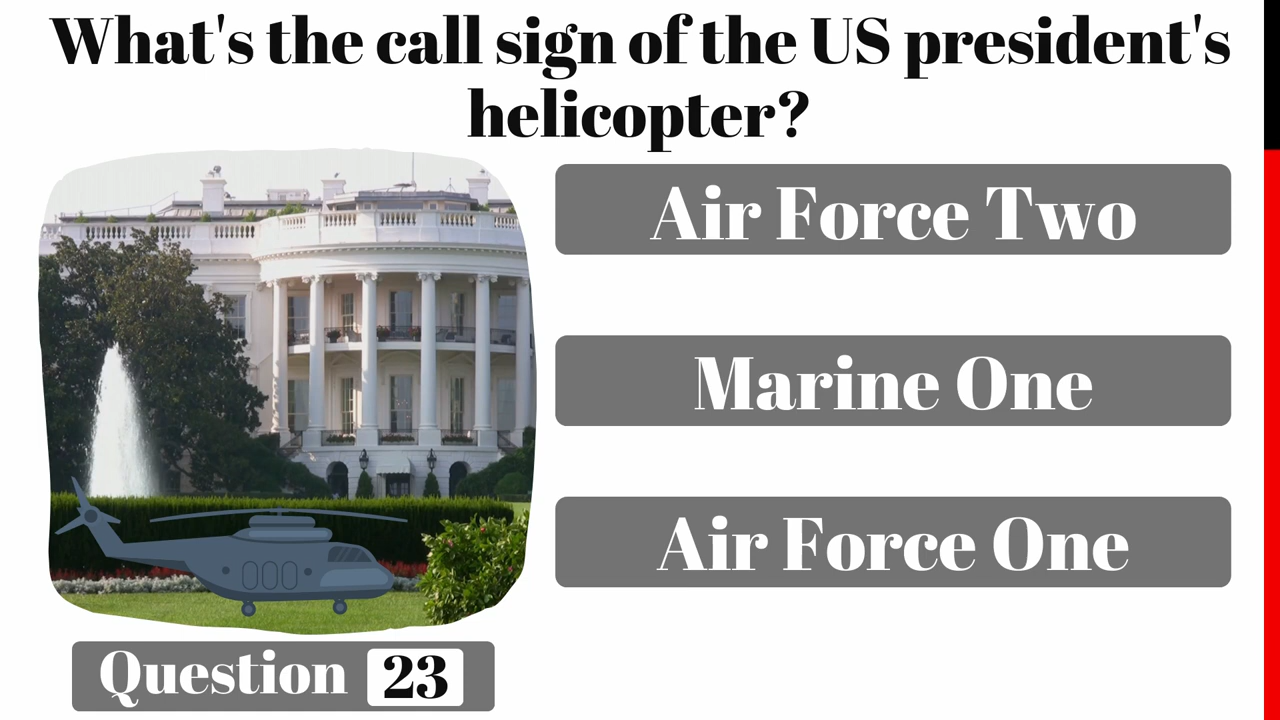 What's the call sign of the US president's
helicopter?
Air Force Two
Marine One
Air Force One
Question 23